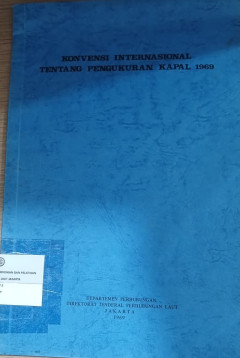 KONVENSI INTERNASIONAL
TENTANG PENGUKURAN KAPAL 1969
DEPARTEMEN PERHUBUNGAN
DIREKTORAT JENDERAL PERHUBUNGAN LAUT
JAKARTA